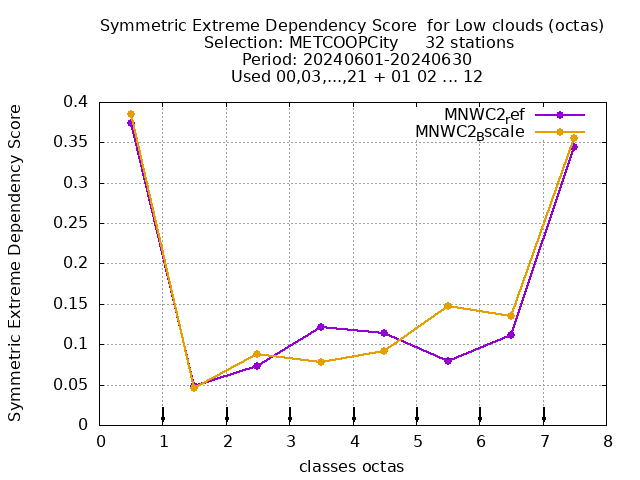 Symmetric Extreme Dependency Score  for Low clouds (octas)
Selection: METCOOPCity     32 stations
Period: 20240601-20240630
Used 00,03,...,21 + 01 02 ... 12
MNWC2ref
MNWC2Bscale
Symmetric Extreme Dependency Score
0.4
0.35
0.3
0.25
0.2
0.15
0.1
0.05
0
0 1 2 3 4 5 6 7 8
classes octas